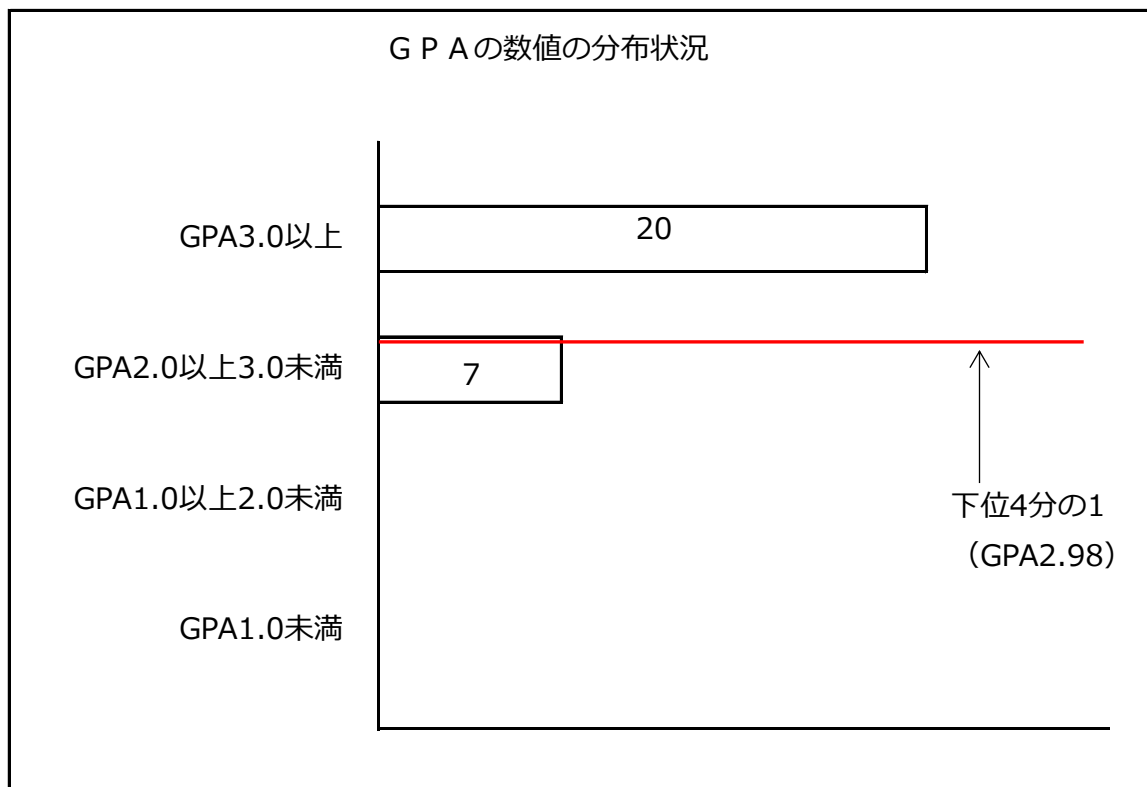 ＧＰＡの数値の分布状況
GPA3.0以上
20
GPA2.0以上3.0未満
7
GPA1.0以上2.0未満
下位4分の1
（GPA2.98）
GPA1.0未満